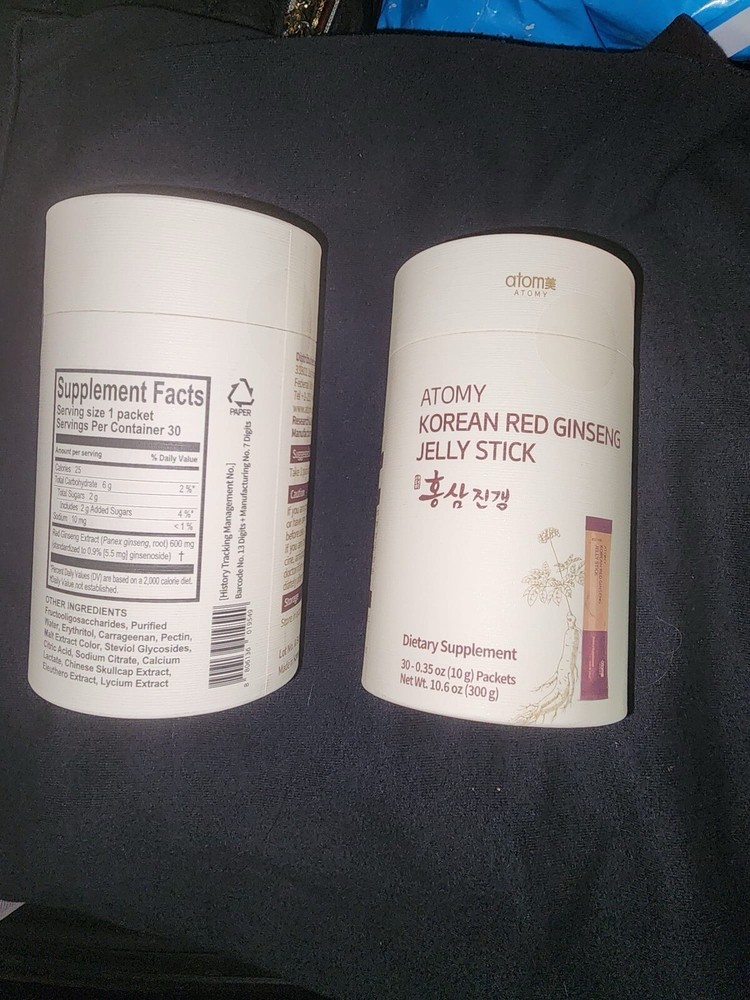 Supplement Facts
Serving size 1 packet
Servings Per Container 30
Amount per serving % Daily Value
Calories 25
Total Carbohydrate 6 g 2 %*
Total Sugars 2 g
Includes 2 g Added Sugars 4 %*
Sodium 10 mg <1 %
Red Ginseng Extract (Panex ginseng, root) 600 mg
(standardized to 0.9% [5.5 mg] ginsenoside) †
*Percent Daily Values (DV) are based on a 2,000 calorie diet.
†Daily Value not established.
OTHER INGREDIENTS
Fructooligosaccharides, Purified
Water, Erythritol, Carrageenan, Pectin,
Malt Extract Color, Steviol Glycosides,
Citric Acid, Sodium Citrate, Calcium
Lactate, Chinese Skullcap Extract,
Eleuthero Extract, Lycium Extract
PAPER
[History Tracking Management No.]
Barcode No. 13 Digits + Manufacturing No. 7 Digits
Caution
atom美
ATOMY
ATOMY
KOREAN RED GINSENG
JELLY STICK
홍삼 진갱
Dietary Supplement
30 - 0.35 oz (10 g) Packets
Net Wt. 10.6 oz (300 g)